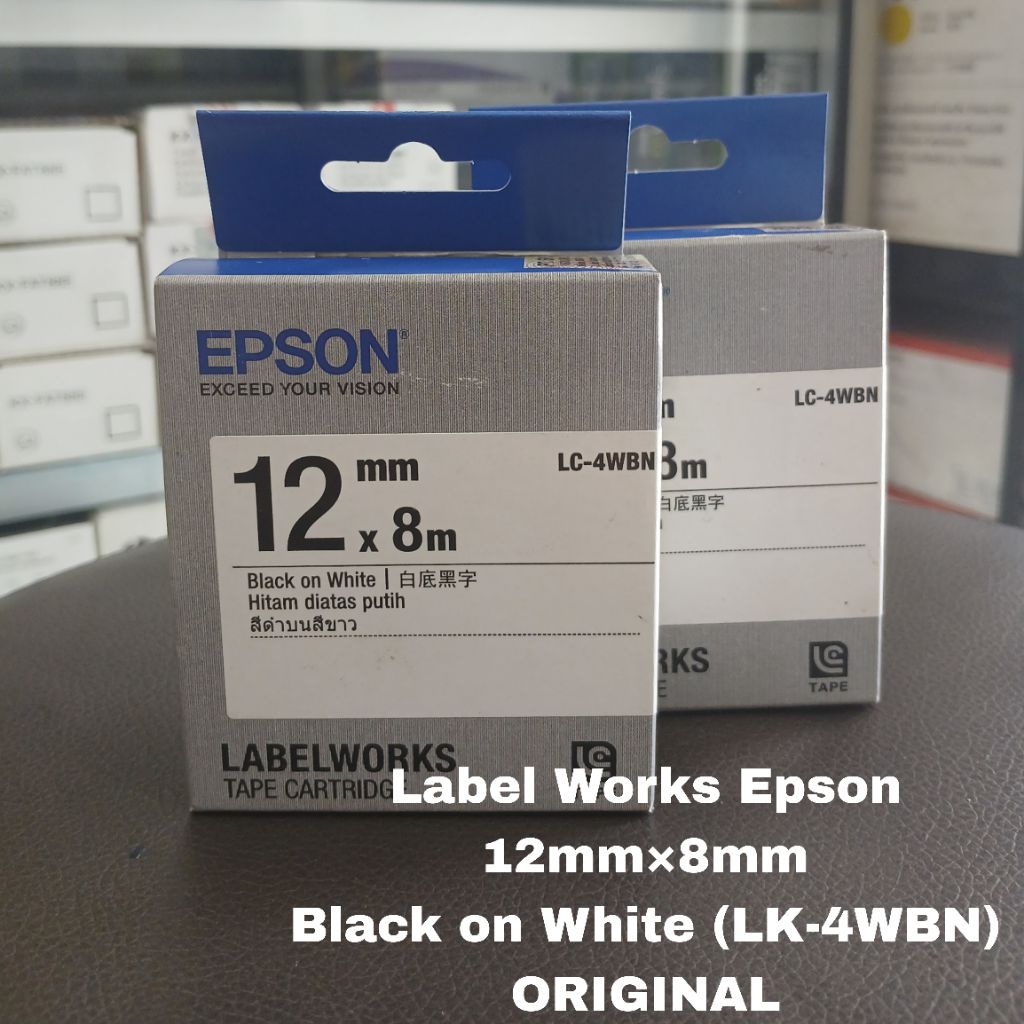 EPSON®
EXCEED YOUR VISION
12 mm x 8m
LC-4WBN
Black on White | 白底黑字
Hitam diatas putih
สีดำบนสีขาว
LABELWORKS
TAPE CARTRIDG
LC-4WBN
8m
白底黑字
RKS
LC
TAPE
Label Works Epson
12mm×8mm
Black on White (LK-4WBN)
ORIGINAL